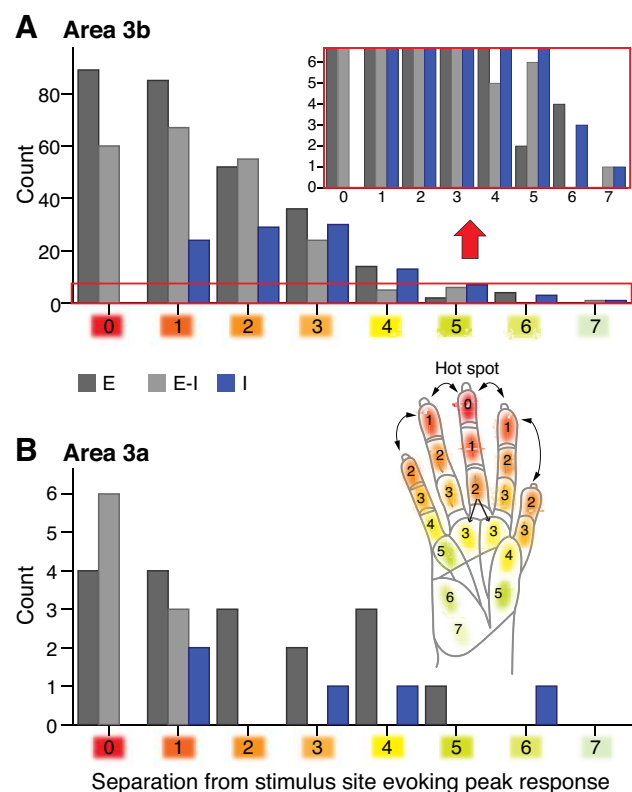 A Area 3b
Count
80
60
40
20
0
6
5
4
3
2
1
0
0 1 2 3 4 5 6 7
0 1 2 3 4 5 6 7
E E-I I
Hot spot
0
1 1
1
2 2
2 2 2
3 3 3 3
3 3
4 4
5 5
6
7
B Area 3a
Count
6
5
4
3
2
1
0
0 1 2 3 4 5 6 7
Separation from stimulus site evoking peak response